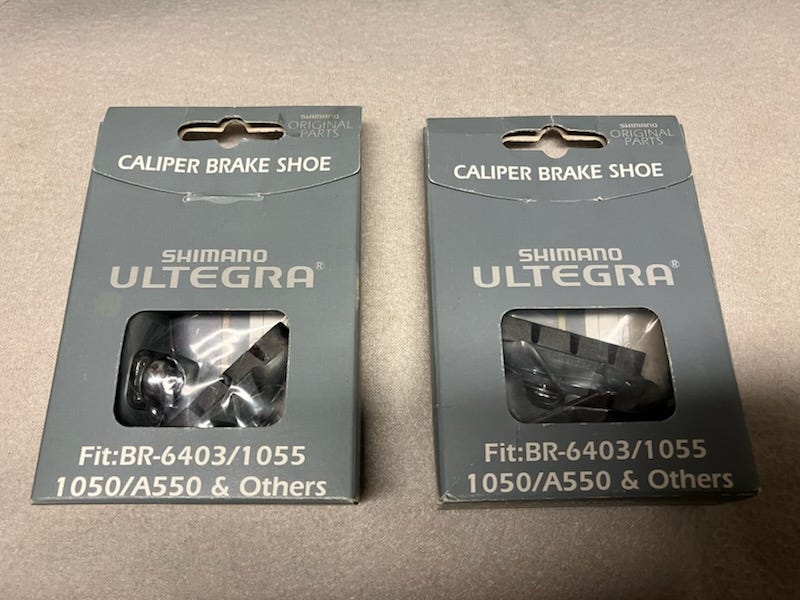 SHIMANO
ORIGINAL
PARTS
CALIPER BRAKE SHOE
SHIMANO
ULTEGRA®
Fit:BR-6403/1055
1050/A550 & Others
SHIMANO
ORIGINAL
PARTS
CALIPER BRAKE SHOE
SHIMANO
ULTEGRA®
Fit:BR-6403/1055
1050/A550 & Others